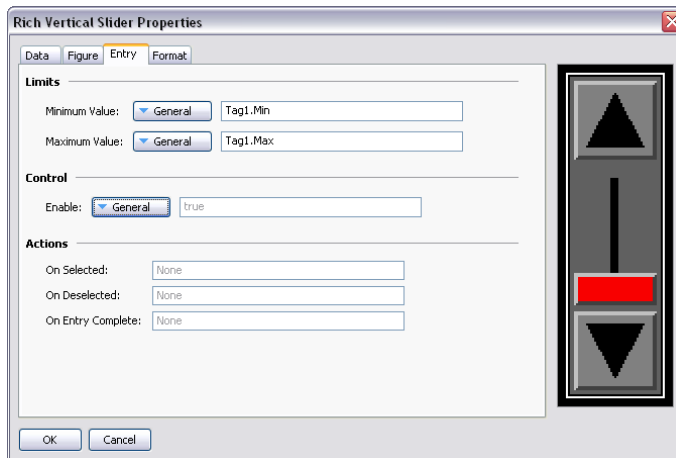 Rich Vertical Slider Properties
Data Figure Entry Format
Limits
Minimum Value: General Tag1.Min
Maximum Value: General Tag1.Max
Control
Enable: General true
Actions
On Selected: None
On Deselected: None
On Entry Complete: None
OK Cancel